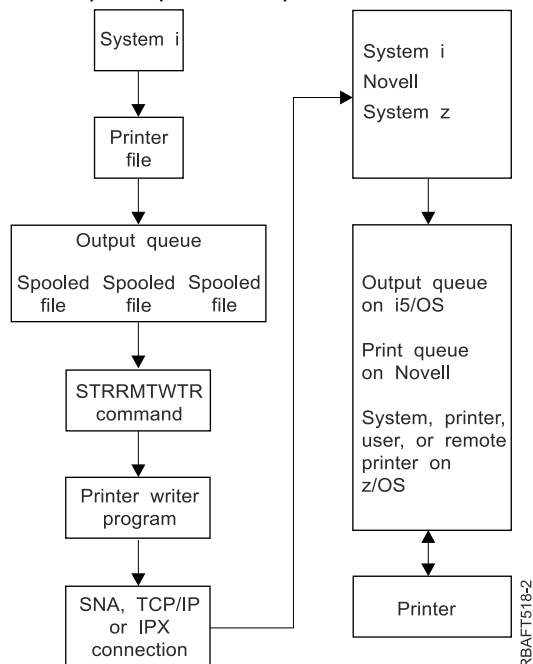 System i
Printer
file
Output queue
Spooled Spooled Spooled
file file file
STRRMTWTR
command
Printer writer
program
SNA, TCP/IP
or IPX
connection
System i
Novell
System z
Output queue
on i5/OS
Print queue
on Novell
System, printer,
user, or remote
printer on
z/OS
Printer
RBAFT518-2